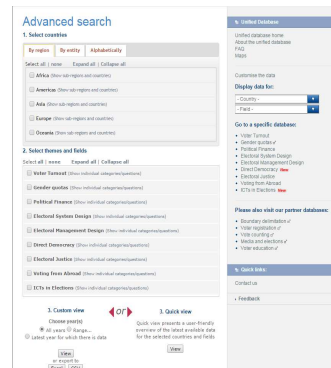 Advanced search
1. Select countries
By region
By entity
Alphabetically
Select all | none Expand all | Collapse all
Africa (Show sub-regions and countries)
Americas (Show sub-regions and countries)
Asia (Show sub-regions and countries)
Europe (Show sub-regions and countries)
Oceania (Show sub-regions and countries)
2. Select themes and fields
Select all | none Expand all | Collapse all
Voter Turnout (Show individual categories/questions)
Gender quotas (Show individual categories/questions)
Political Finance (Show individual categories/questions)
Electoral System Design (Show individual categories/questions)
Electoral Management Design (Show individual categories/questions)
Direct Democracy (Show individual categories/questions)
Electoral Justice (Show individual categories/questions)
Voting from Abroad (Show individual categories/questions)
ICTs in Elections (Show individual categories/questions)
3. Custom view
Choose year(s)
All years Range...
Latest year for which there is data
View
or export to
or
3. Quick view
Quick view presents a user-friendly
overview of the latest available data
for the selected countries and fields
View
Unified Database
Unified database home
About the unified database
FAQ
Maps
Customise the data
Display data for:
- Country -
- Field -
Go to a specific database:
Voter Turnout
Gender quotas
Political Finance
Electoral System Design
Electoral Management Design
Direct Democracy New
Electoral Justice
Voting from Abroad
ICTs in Elections New
Please also visit our partner databases:
Boundary delimitation
Voter registration
Vote counting
Media and elections
Voter education
Quick links:
Contact us
Feedback